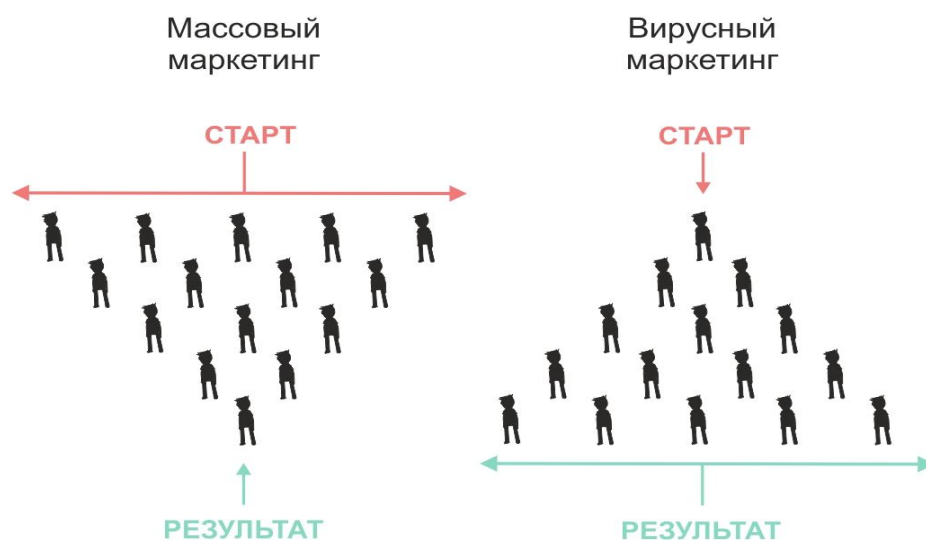 Массовый
маркетинг
СТАРТ
РЕЗУЛЬТАТ
Вирусный
маркетинг
СТАРТ
РЕЗУЛЬТАТ